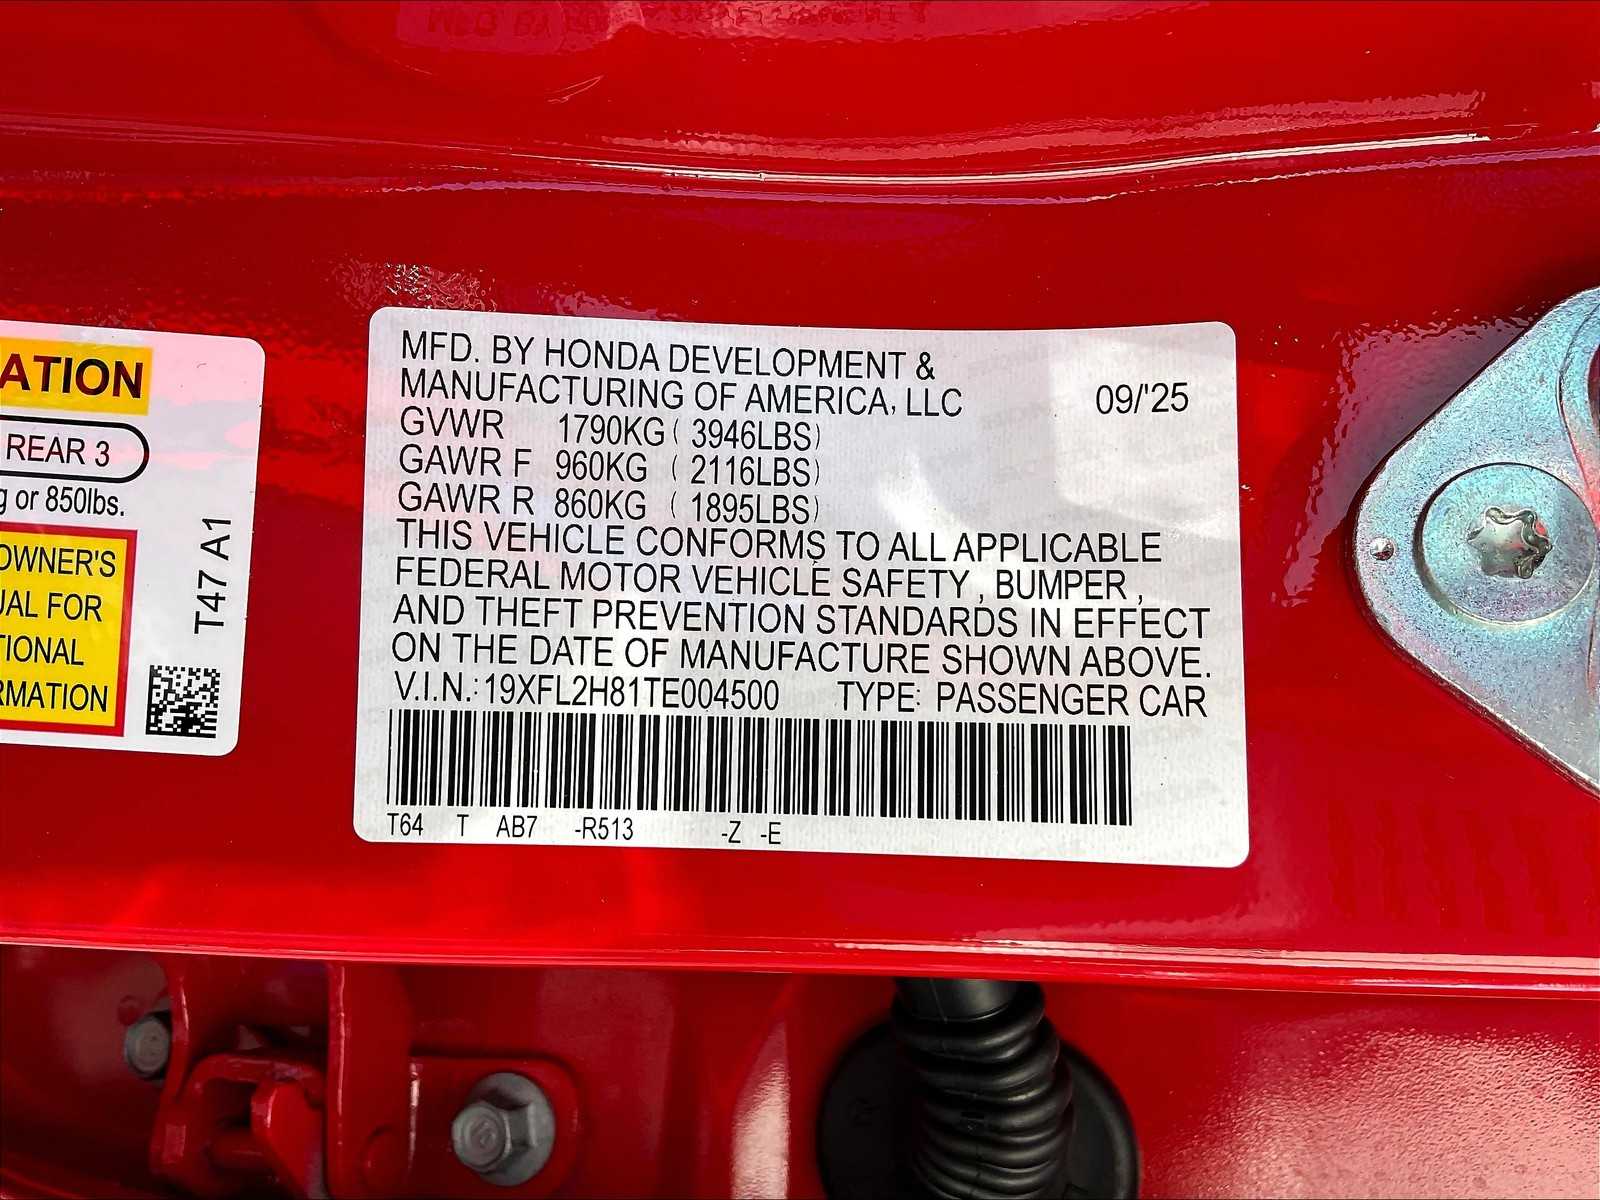 ATION
REAR 3
g or 850lbs.
OWNER'S
UAL FOR
TIONAL
RMATION
T47 A1
MFD. BY HONDA DEVELOPMENT &
MANUFACTURING OF AMERICA, LLC 09/'25
GVWR 1790KG ( 3946LBS)
GAWR F 960KG ( 2116LBS)
GAWR R 860KG ( 1895LBS)
THIS VEHICLE CONFORMS TO ALL APPLICABLE
FEDERAL MOTOR VEHICLE SAFETY, BUMPER,
AND THEFT PREVENTION STANDARDS IN EFFECT
ON THE DATE OF MANUFACTURE SHOWN ABOVE.
V.I.N.: 19XFL2H81TE004500 TYPE: PASSENGER CAR
T64 T AB7 -R513 -Z -E